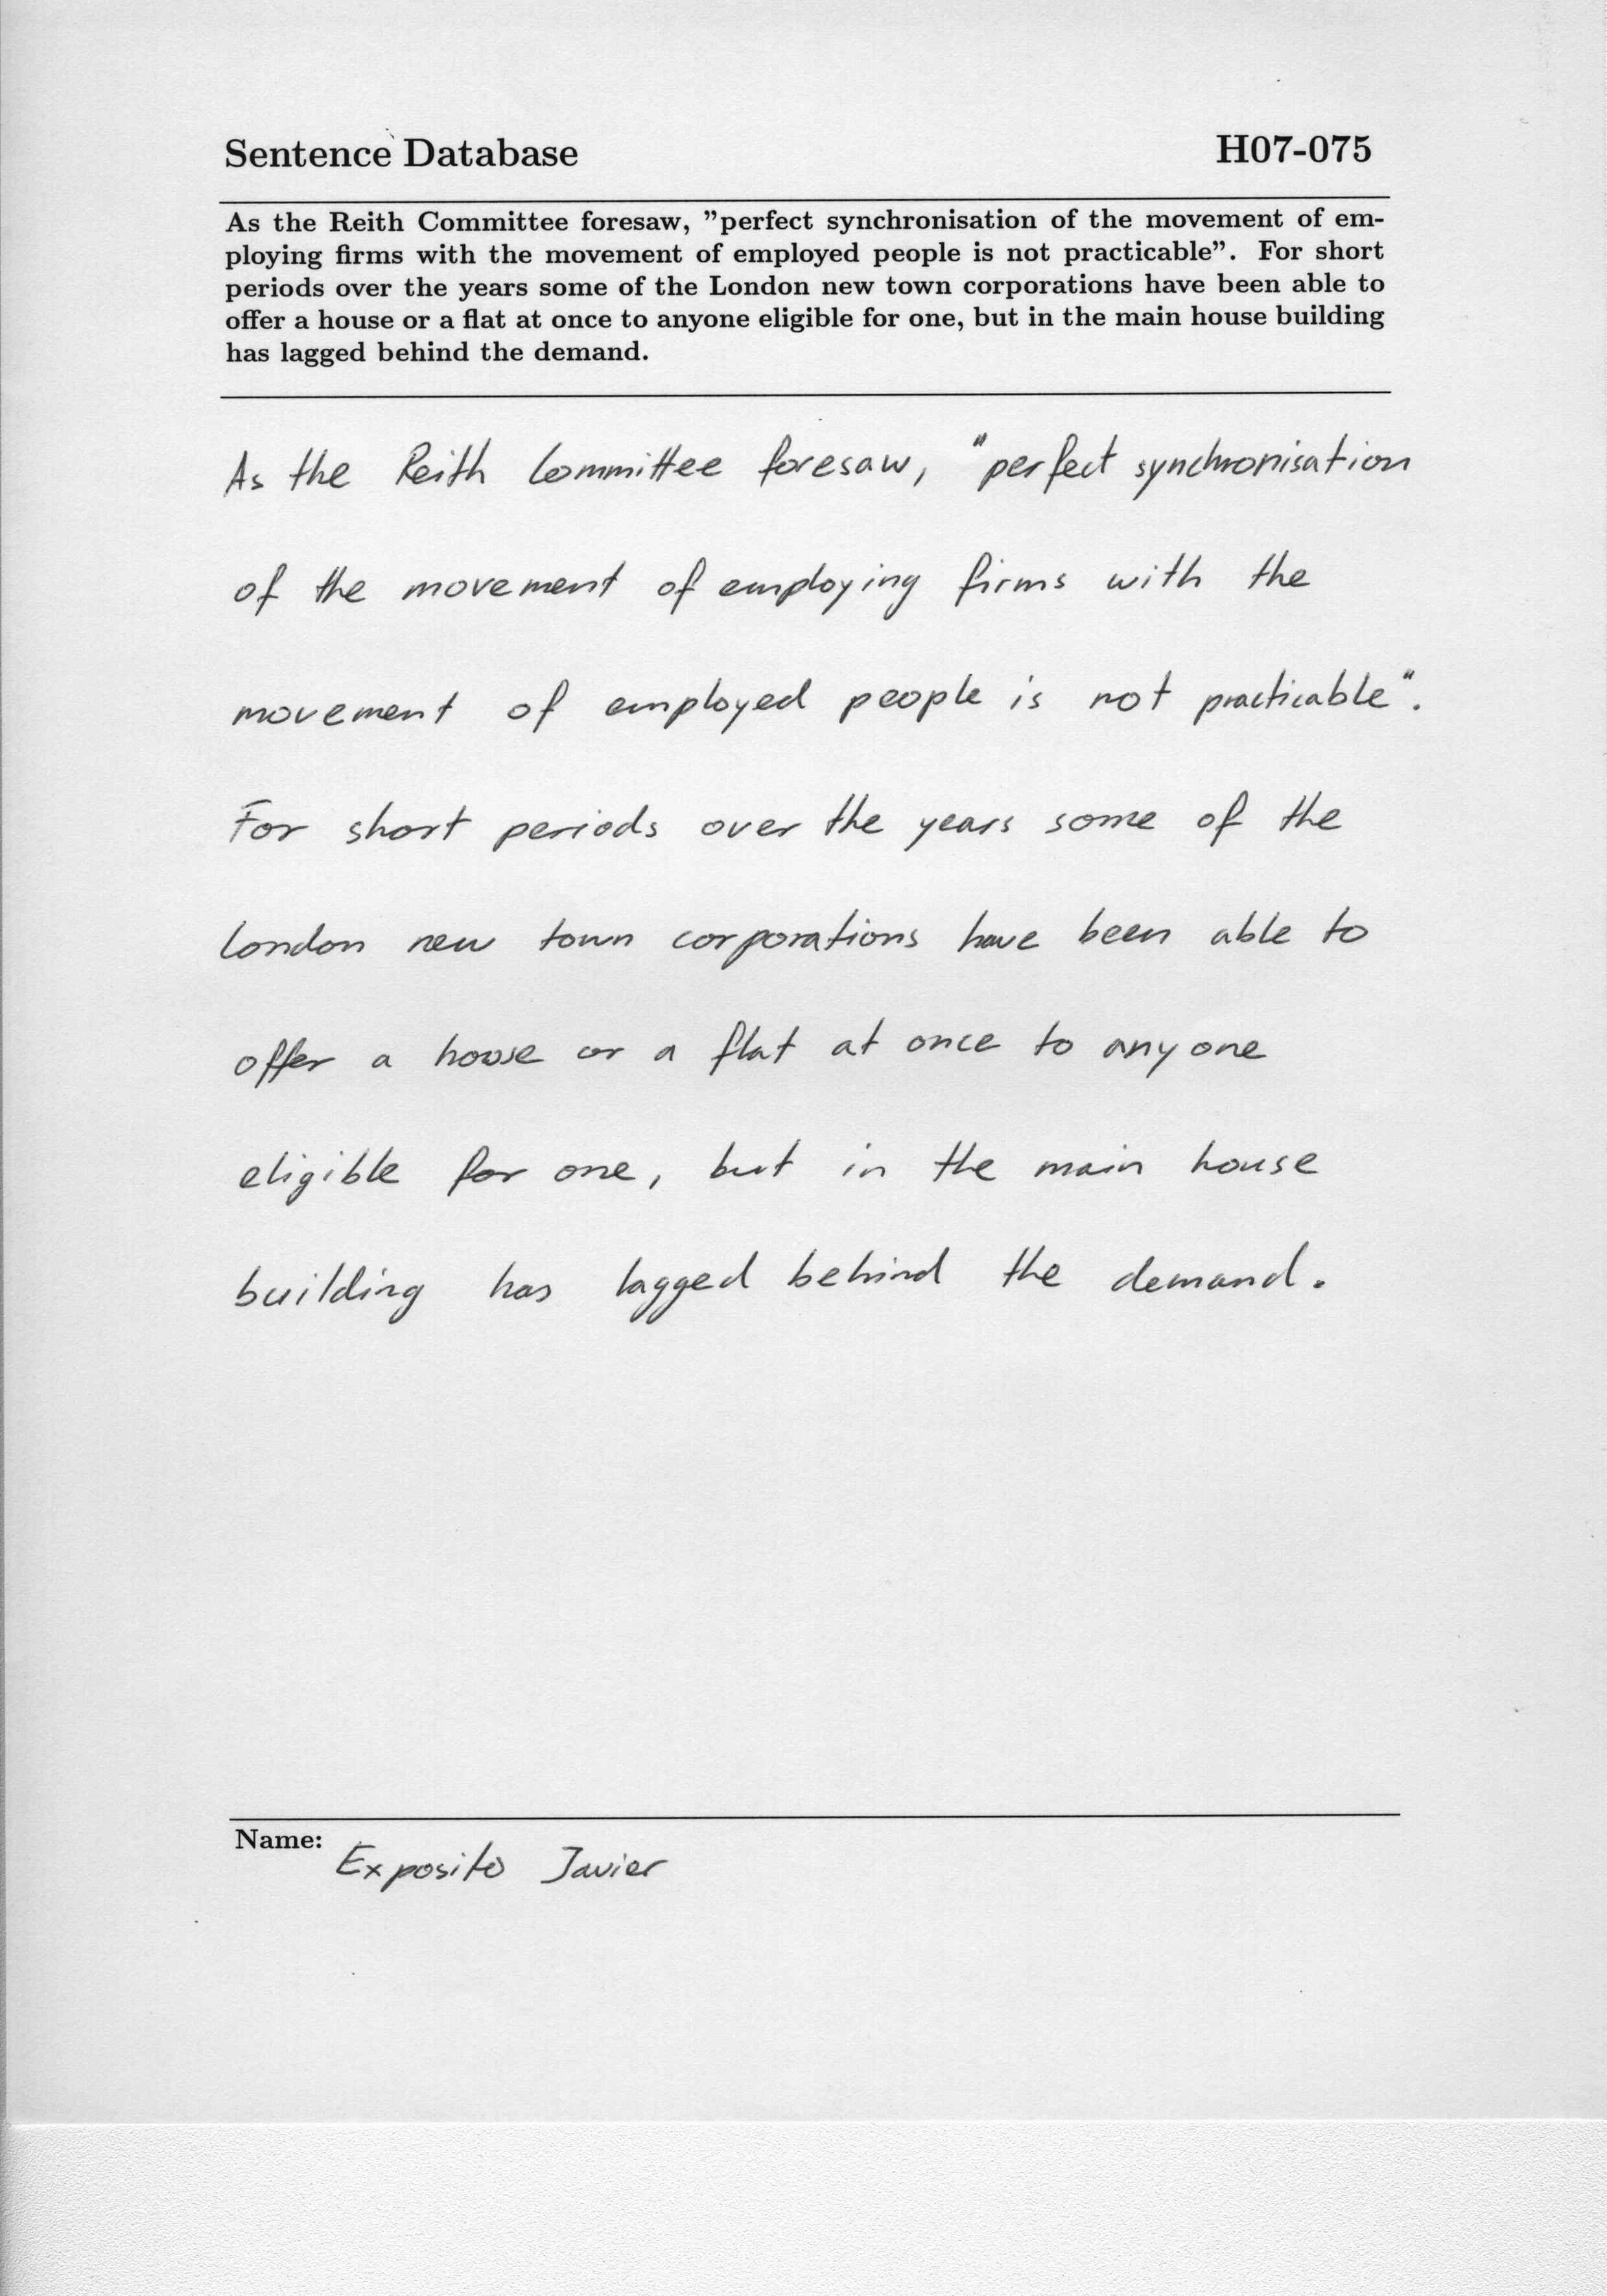 Sentence Database
H07-075
As the Reith Committee foresaw, ”perfect synchronisation of the movement of em-
ploying firms with the movement of employed people is not practicable”. For short
periods over the years some of the London new town corporations have been able to
offer a house or a flat at once to anyone eligible for one, but in the main house building
has lagged behind the demand.
As the Reith Committee foresaw, "perfect synchronisation
of the movement of employing firms with the
movement of employed people is not practicable".
For short periods over the years some of the
London new town corporations have been able to
offer a house or a flat at once to anyone
eligible for one, but in the main house
building has lagged behind the demand.
Name:
Exposito Javier